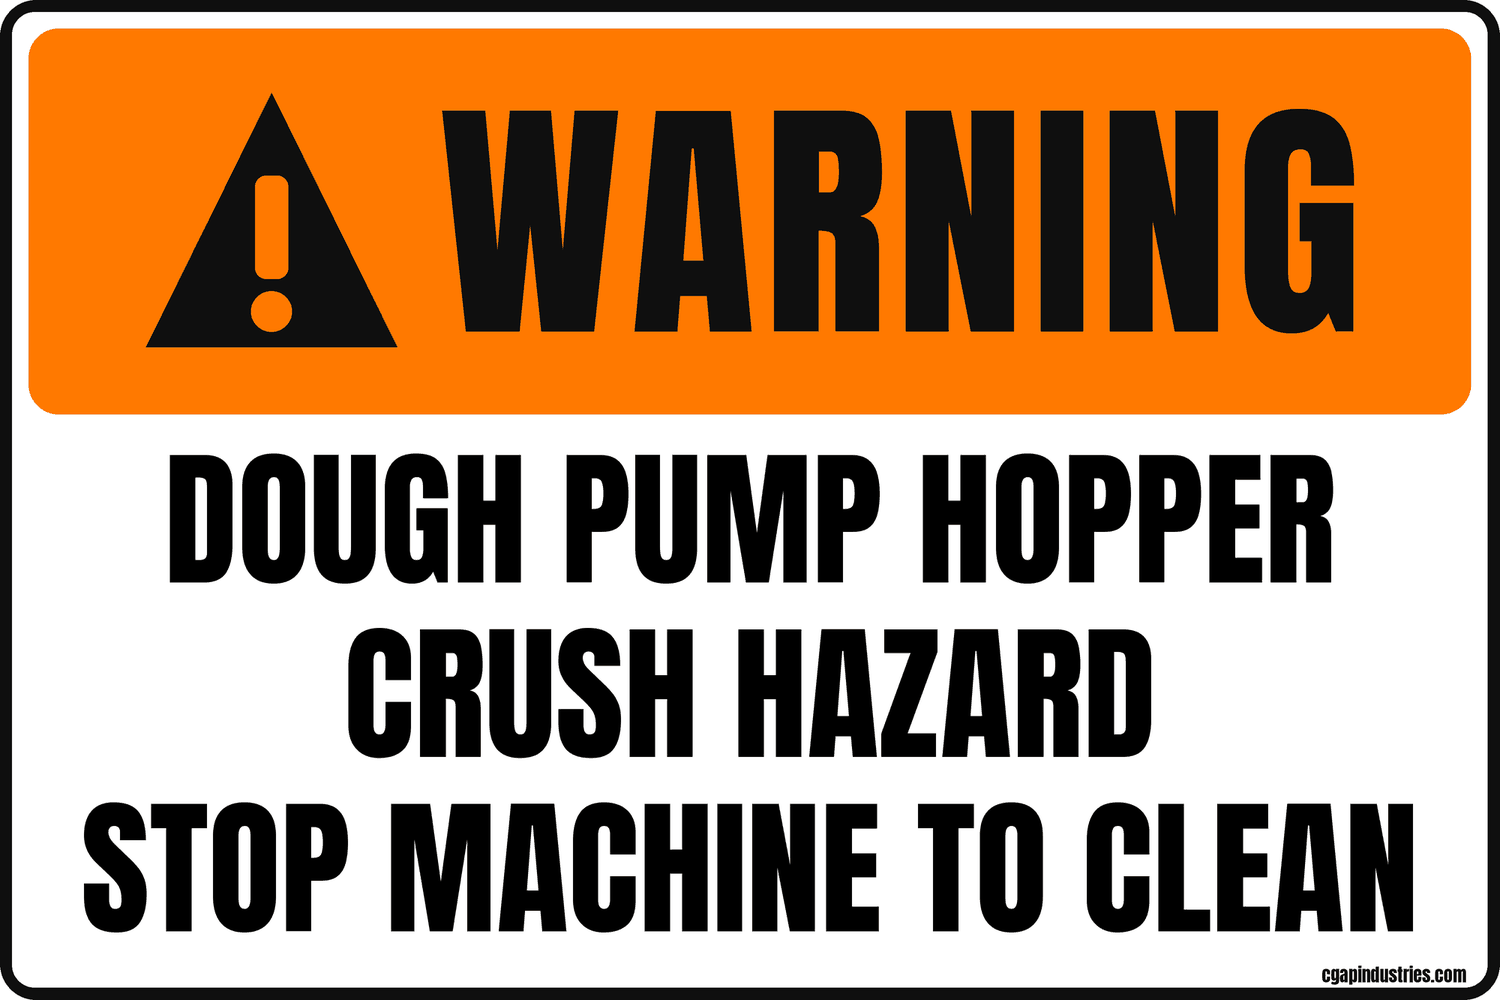 WARNING
DOUGH PUMP HOPPER
CRUSH HAZARD
STOP MACHINE TO CLEAN
cgapindustries.com